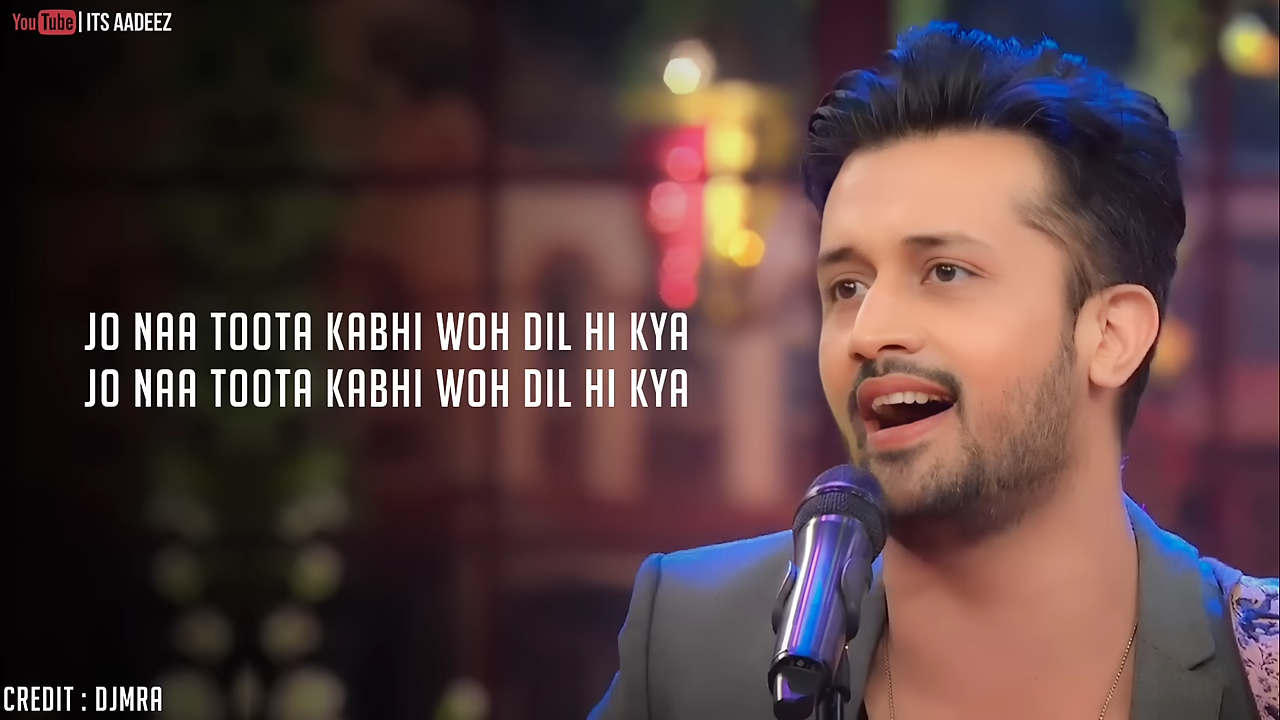 YouTube | ITS AADEEZ
JO NAA TOOTA KABHI WOH DIL HI KYA
JO NAA TOOTA KABHI WOH DIL HI KYA
CREDIT : DJMRA